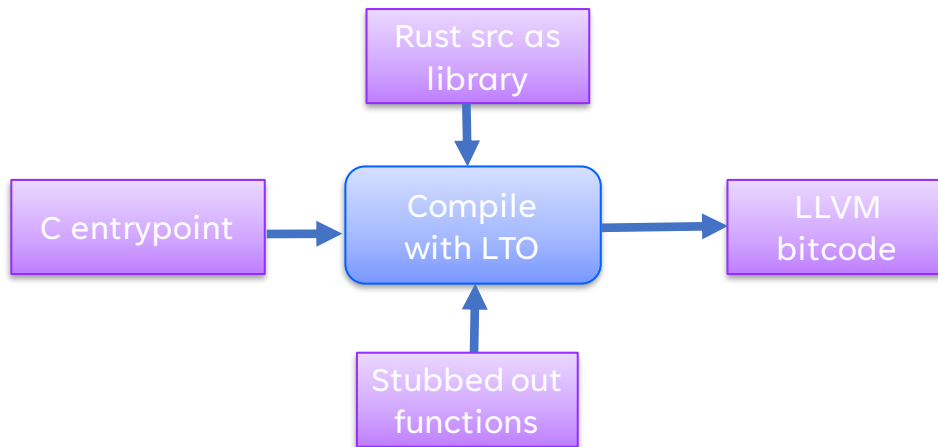 Rust src as
library
C entrypoint
Compile
with LTO
LLVM
bitcode
Stubbed out
functions